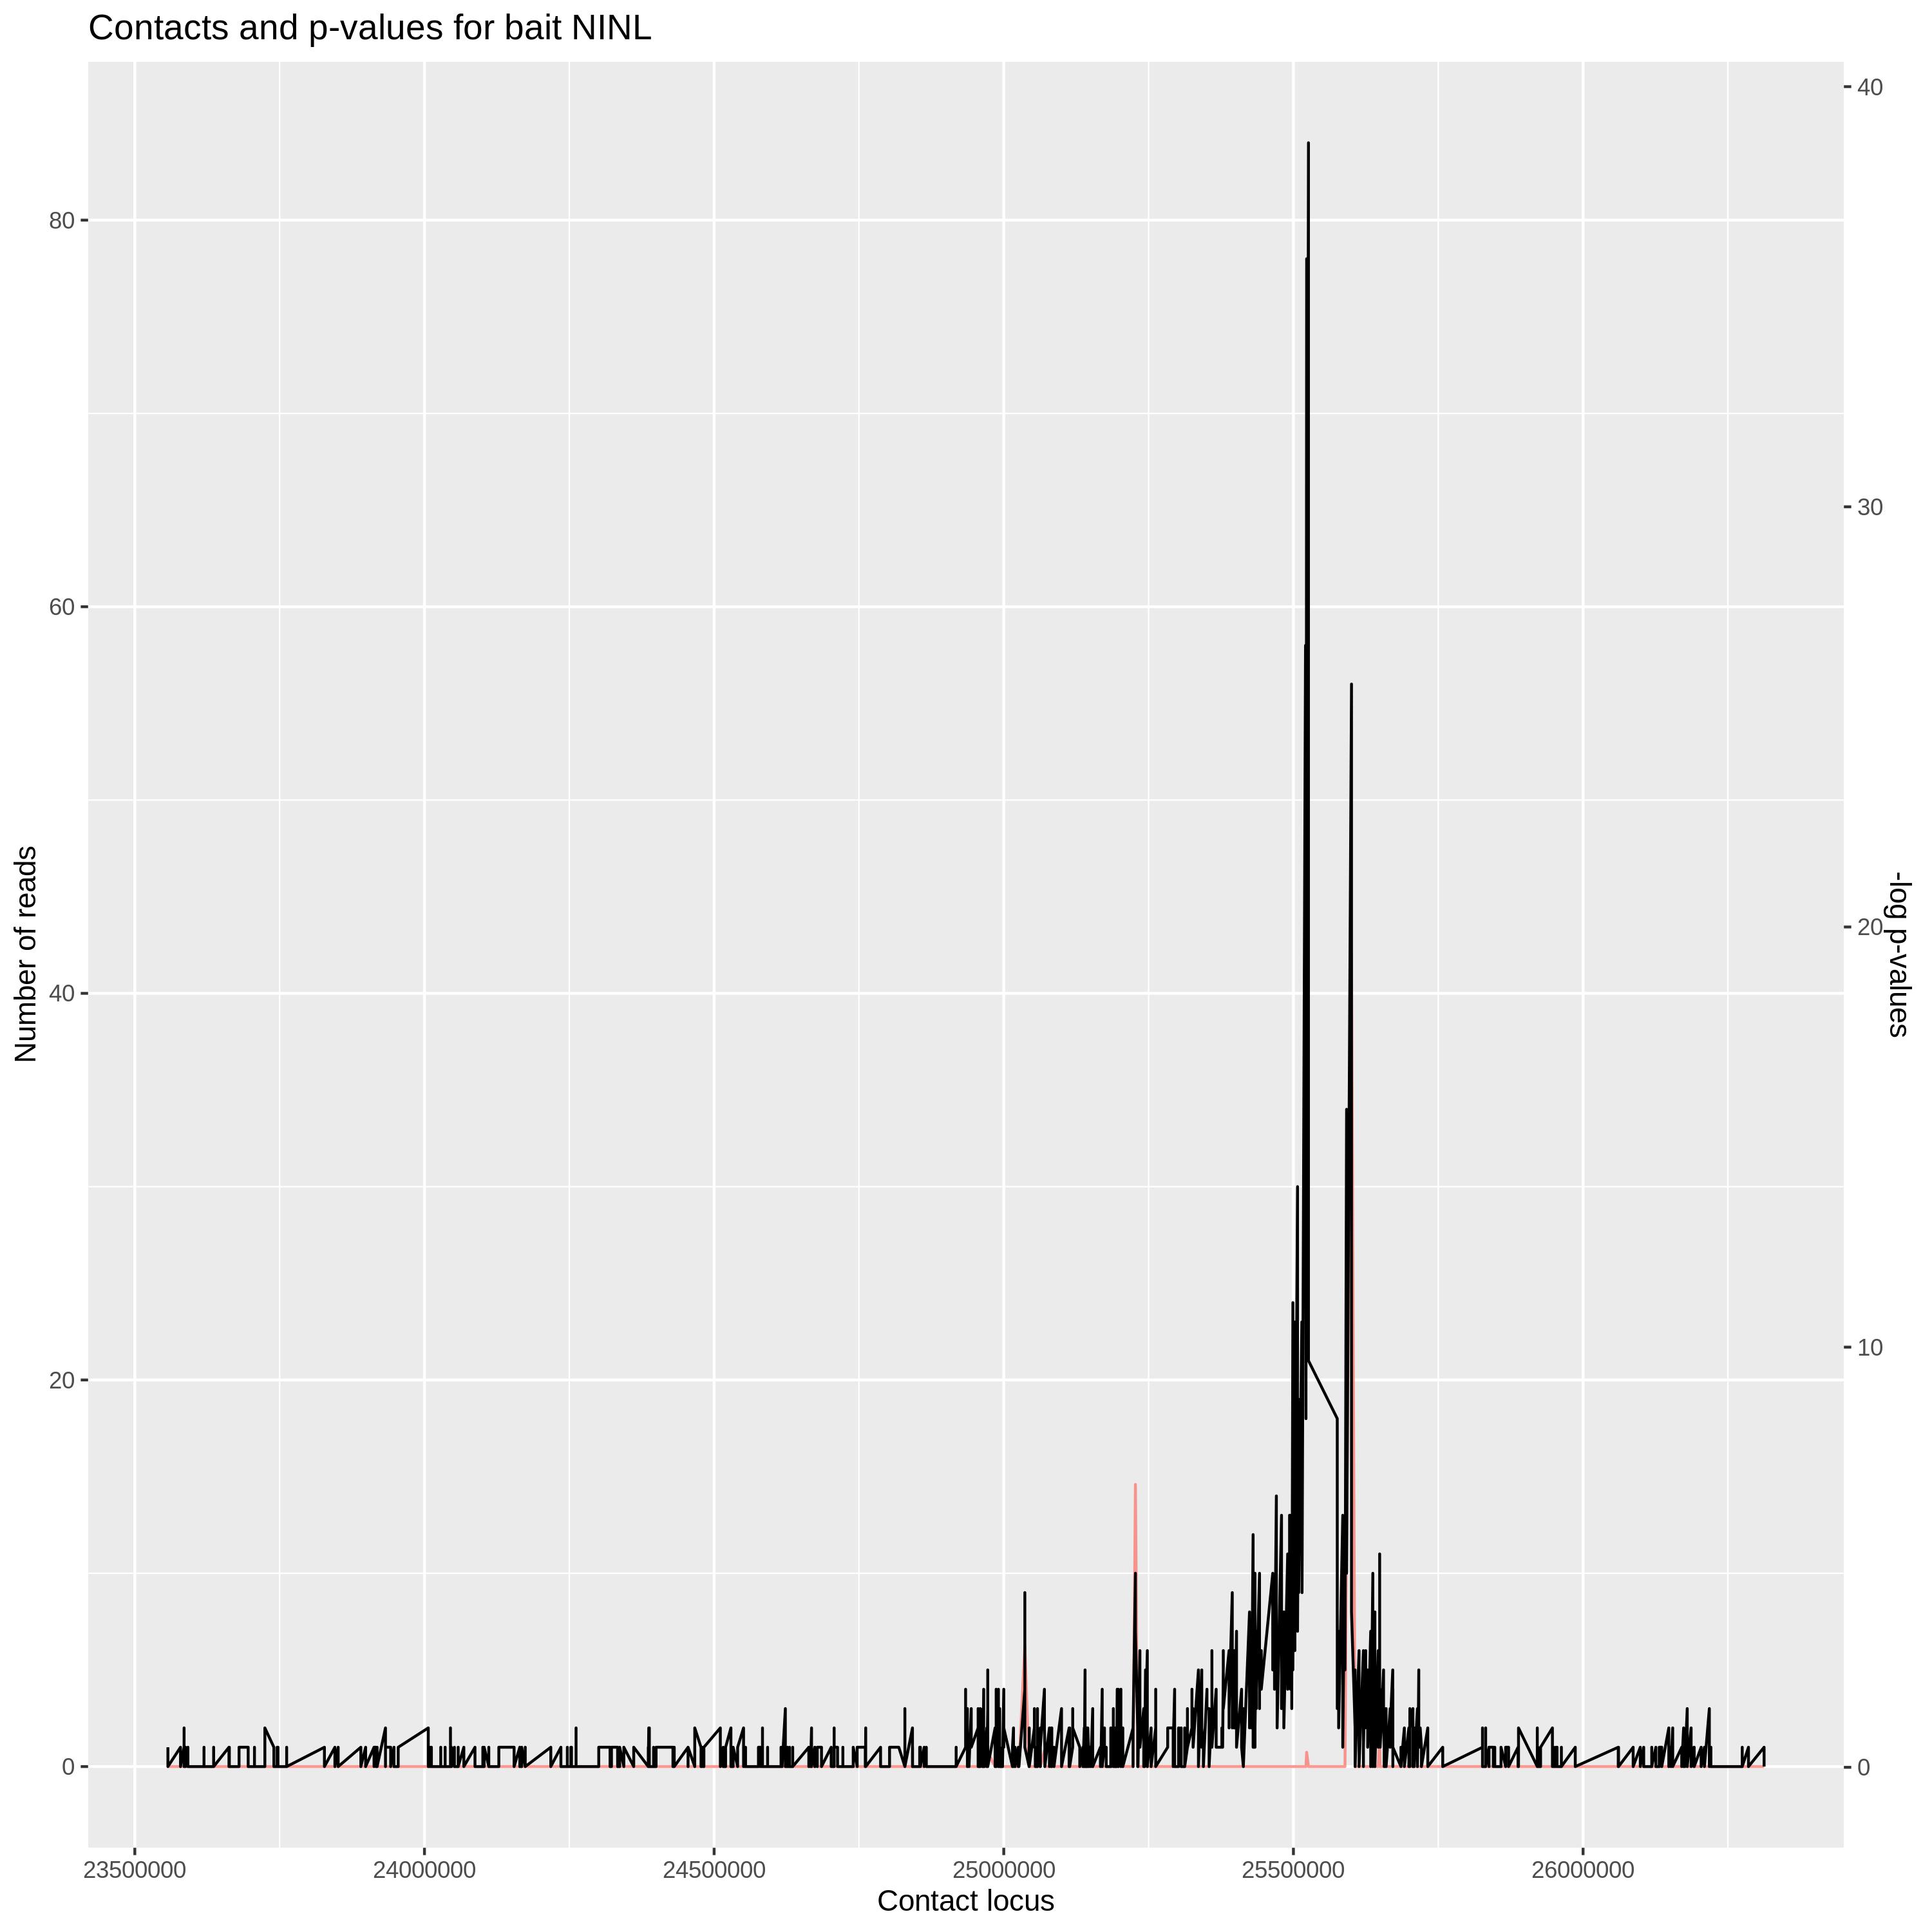 Contacts and p-values for bait NINL
Number of reads
80
60
40
20
0
40
30
20
10
0
-log p-values
23500000 24000000 24500000 25000000 25500000 26000000
Contact locus